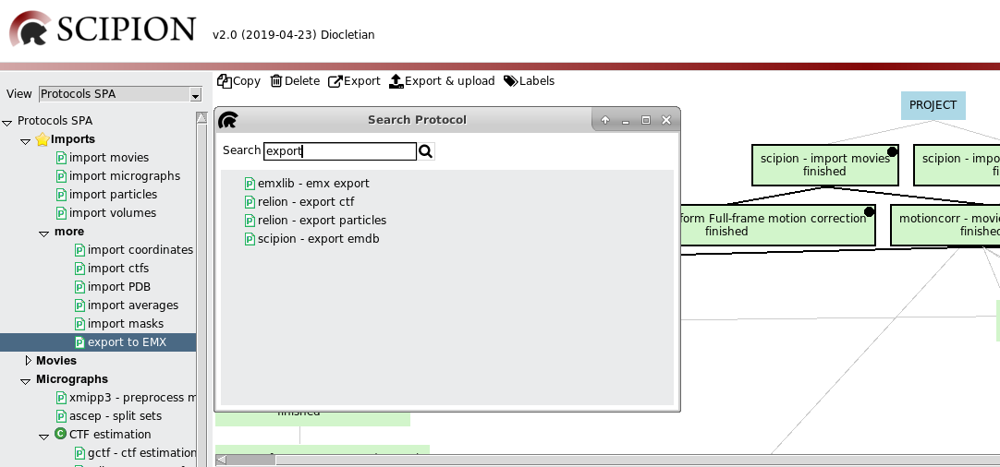 SCIPION v2.0 (2019-04-23) Diocletian
View Protocols SPA
Copy Delete Export Export & upload Labels
Protocols SPA
Imports
import movies
import micrographs
import particles
import volumes
more
import coordinates
import ctfs
import PDB
import averages
import masks
export to EMX
Movies
Micrographs
xmipp3 - preprocess m
ascep - split sets
CTF estimation
gctf - ctf estimation
Search Protocol
Search export
emxlib - emx export
relion - export ctf
relion - export particles
scipion - export emdb
PROJECT
scipion - import movies
finished
scipion - impo
form Full-frame motion correction
finished
motioncorr - movi
finished
finished